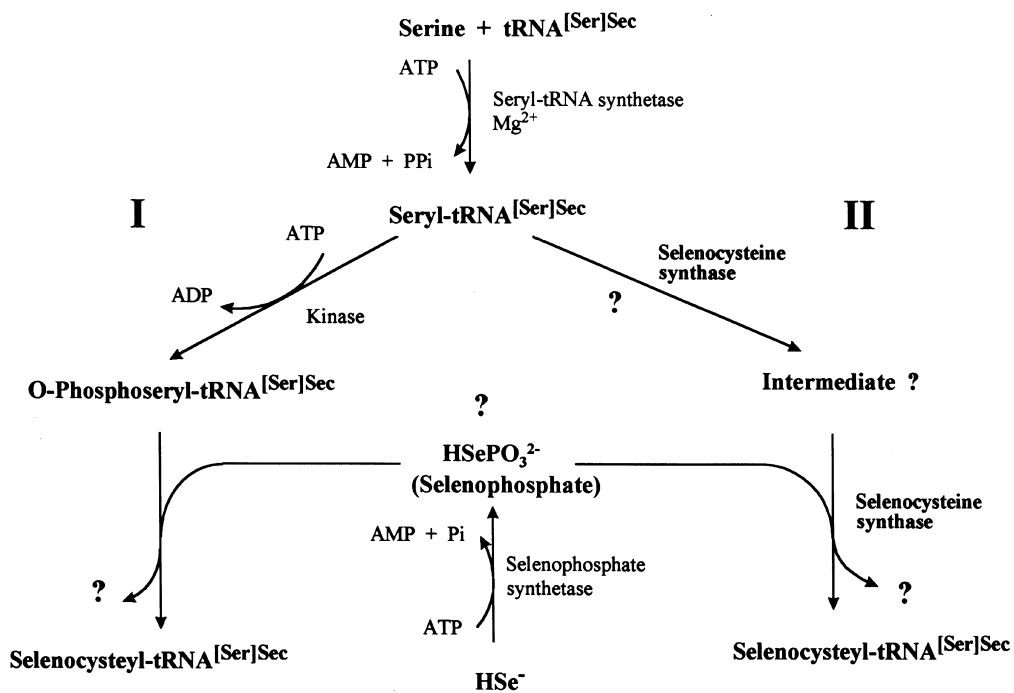 Serine + tRNA[Ser]Sec
ATP
Seryl-tRNA synthetase
Mg2+
AMP + PPi
I
Seryl-tRNA[Ser]Sec
II
ATP
Selenocysteine
synthase
ADP
Kinase
?
O-Phosphoseryl-tRNA[Ser]Sec
Intermediate ?
?
HSePO32-
(Selenophosphate)
Selenocysteine
synthase
AMP + Pi
Selenophosphate
synthetase
?
?
ATP
Selenocysteyl-tRNA[Ser]Sec
Selenocysteyl-tRNA[Ser]Sec
HSe-